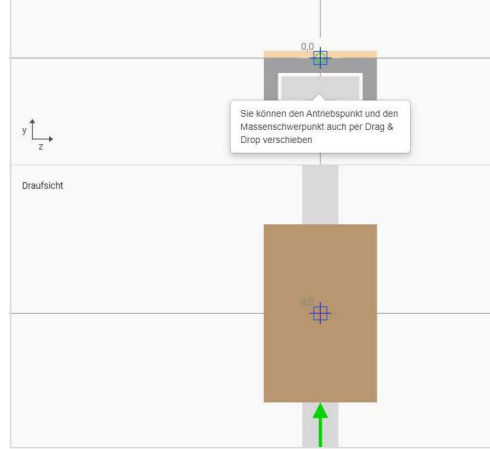 0,0
Sie können den Antriebspunkt und den
Massenschwerpunkt auch per Drag &
Drop verschieben
y
z
Draufsicht
0,0